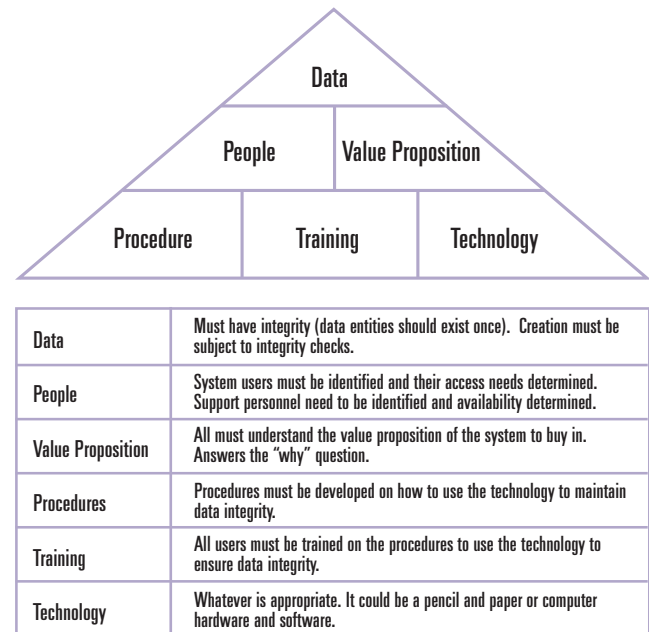 Data
People
Value Proposition
Procedure
Training
Technology
Data
Must have integrity (data entities should exist once). Creation must be
subject to integrity checks.
People
System users must be identified and their access needs determined.
Support personnel need to be identified and availability determined.
Value Proposition
All must understand the value proposition of the system to buy in.
Answers the “why” question.
Procedures
Procedures must be developed on how to use the technology to maintain
data integrity.
Training
All users must be trained on the procedures to use the technology to
ensure data integrity.
Technology
Whatever is appropriate. It could be a pencil and paper or computer
hardware and software.